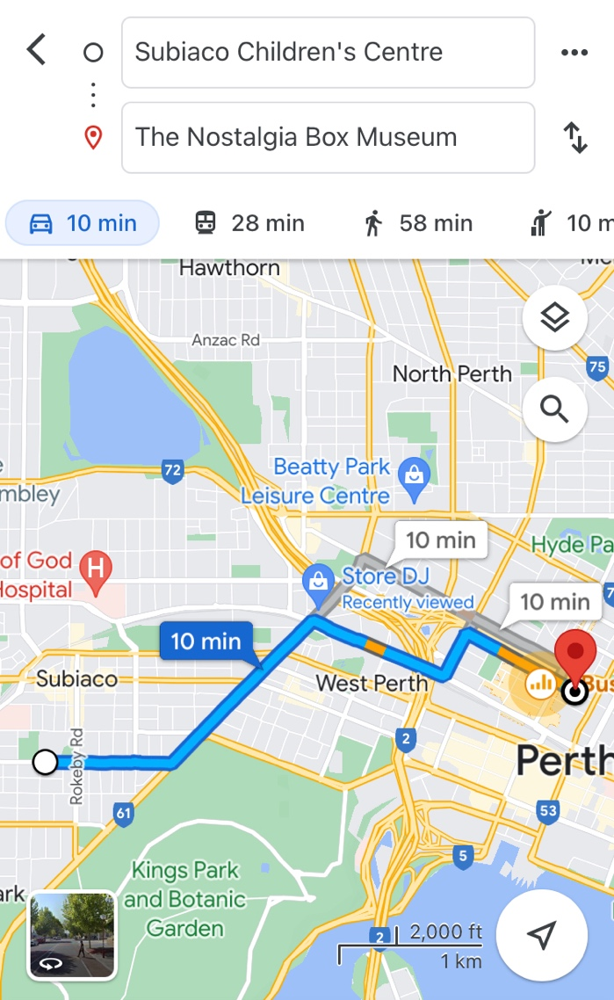 Subiaco Children's Centre
The Nostalgia Box Museum
10 min
28 min
58 min
10 m
Hawthorn
Anzac Rd
North Perth
75
72
mbley
Beatty Park
Leisure Centre
10 min
Hyde Pa
of God
Hospital
H
Store DJ
Recently viewed
10 min
7
10 min
Subiaco
West Perth
Bus
Rokeby Rd
2
Perth
61
53
5
Kings Park
and Botanic
Garden
ark
2
2,000 ft
1 km